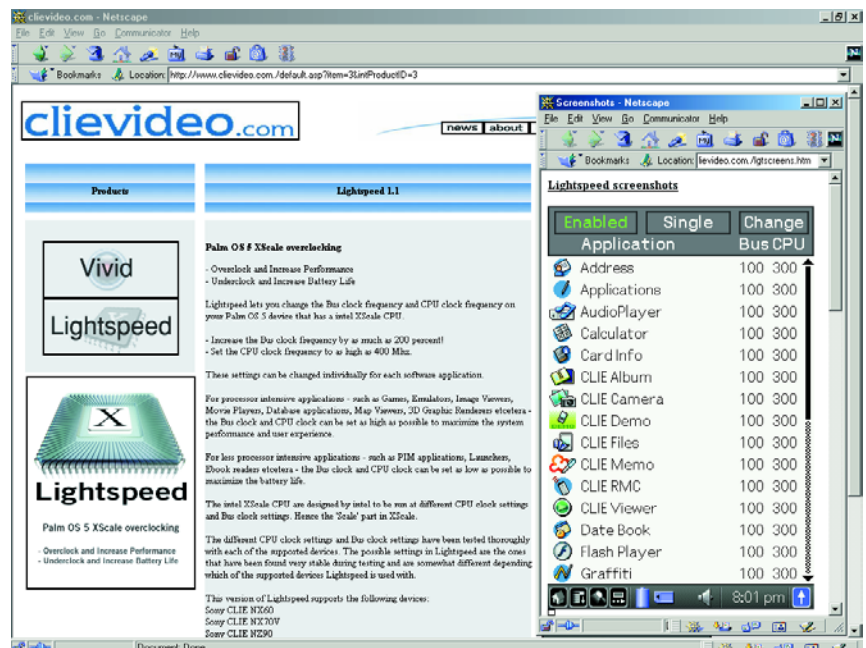 clievideo.com - Netscape
File Edit View Go Communicator Help
Bookmarks Location: http://www.clievideo.com./default.asp?item=3&intProductID=3
clievideo.com
news about
Products
Lightspeed 1.1
Vivid
Lightspeed
X
Lightspeed
Palm OS 5 XScale overclocking
- Overclock and Increase Performance
- Underclock and Increase Battery Life
Palm OS 5 XScale overclocking
- Overclock and Increase Performance
- Underclock and Increase Battery Life
Lightspeed lets you change the Bus clock frequency and CPU clock frequency on
your Palm OS 5 device that has a intel XScale CPU.
- Increase the Bus clock frequency by as much as 200 percent!
- Set the CPU clock frequency to as high as 400 Mhz.
These settings can be changed individually for each software application.
For processor intensive applications - such as Games, Emulators, Image Viewers,
Movie Players, Database applications, Map Viewers, 3D Graphic Renderers etcetera -
the Bus clock and CPU clock can be set as high as possible to maximize the system
performance and user experience.
For less processor intensive applications - such as PIM applications, Launchers,
Ebook readers etcetera - the Bus clock and CPU clock can be set as low as possible to
maximize the battery life.
The intel XScale CPU are designed by intel to be run at different CPU clock settings
and Bus clock settings. Hence the 'Scale' part in XScale.
The different CPU clock settings and Bus clock settings have been tested thoroughly
with each of the supported devices. The possible settings in Lightspeed are the ones
that have been found very stable during testing and are somewhat different depending
which of the supported devices Lightspeed is used with.
This version of Lightspeed supports the following devices:
Sony CLIE NX60
Sony CLIE NX70V
Sony CLIE NZ90
Document: Done
Screenshots - Netscape
File Edit View Go Communicator Help
Bookmarks Location: lievideo.com./lgtscreens.htm
Lightspeed screenshots
Enabled Single Change
Application Bus CPU
Address 100 300
Applications 100 300
AudioPlayer 100 300
Calculator 100 300
Card Info 100 300
CLIE Album 100 300
CLIE Camera 100 300
CLIE Demo 100 300
CLIE Files 100 300
CLIE Memo 100 300
CLIE RMC 100 300
CLIE Viewer 100 300
Date Book 100 300
Flash Player 100 300
Graffiti 100 300
8:01 pm